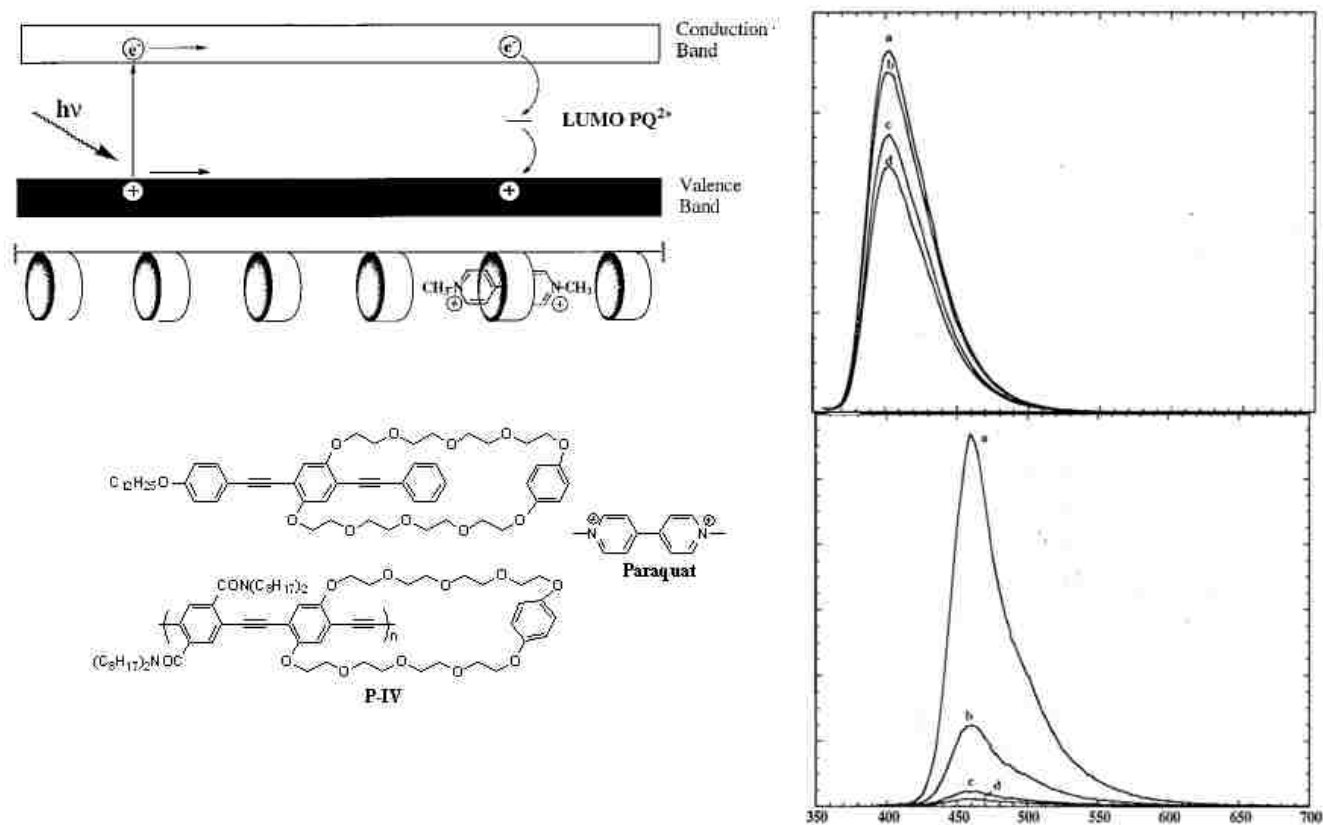 Conduction
Band
e-
e-
hν
LUMO PQ2+
+
+
Valence
Band
CH3-N
N-CH3
+
+
C12H25O
O
O
O
O
O
O
O
O
O
O
N
N
Paraquat
CON(C8H17)2
(C8H17)2NOC
O
O
O
O
O
O
O
O
O
O
n
P-IV
a
b
c
d
a
b
c
d
350
400
450
500
550
600
650
700